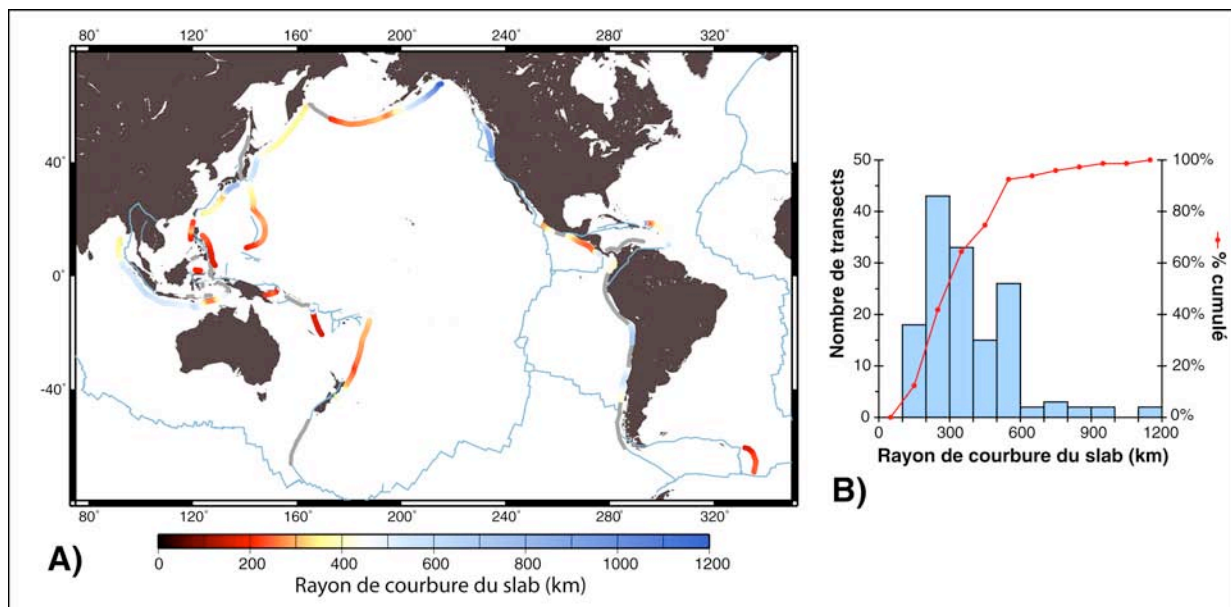 80° 120° 160° 200° 240° 280° 320°
40°
0°
-40°
80° 120° 160° 200° 240° 280° 320°
A)
0 200 400 600 800 1000 1200
Rayon de courbure du slab (km)
50
40
30
20
10
0
Nombre de transects
100%
80%
60%
40%
20%
0%
% cumulé
0 300 600 900 1200
Rayon de courbure du slab (km)
B)